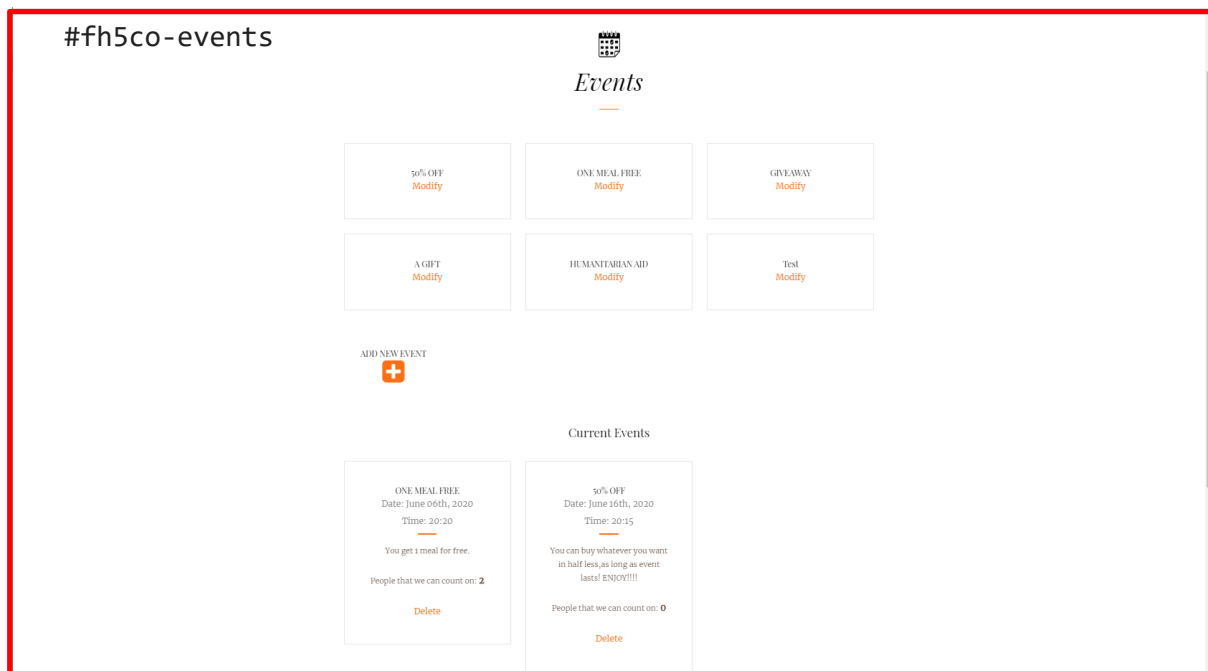 #fh5co-events
Events
50% OFF
Modify
ONE MEAL FREE
Modify
GIVEAWAY
Modify
A GIFT
Modify
HUMANITARIAN AID
Modify
Test
Modify
ADD NEW EVENT
Current Events
ONE MEAL FREE
Date: June 06th, 2020
Time: 20:20
You get 1 meal for free.
People that we can count on: 2
Delete
50% OFF
Date: June 16th, 2020
Time: 20:15
You can buy whatever you want
in half less,as long as event
lasts! ENJOY!!!!
People that we can count on: 0
Delete